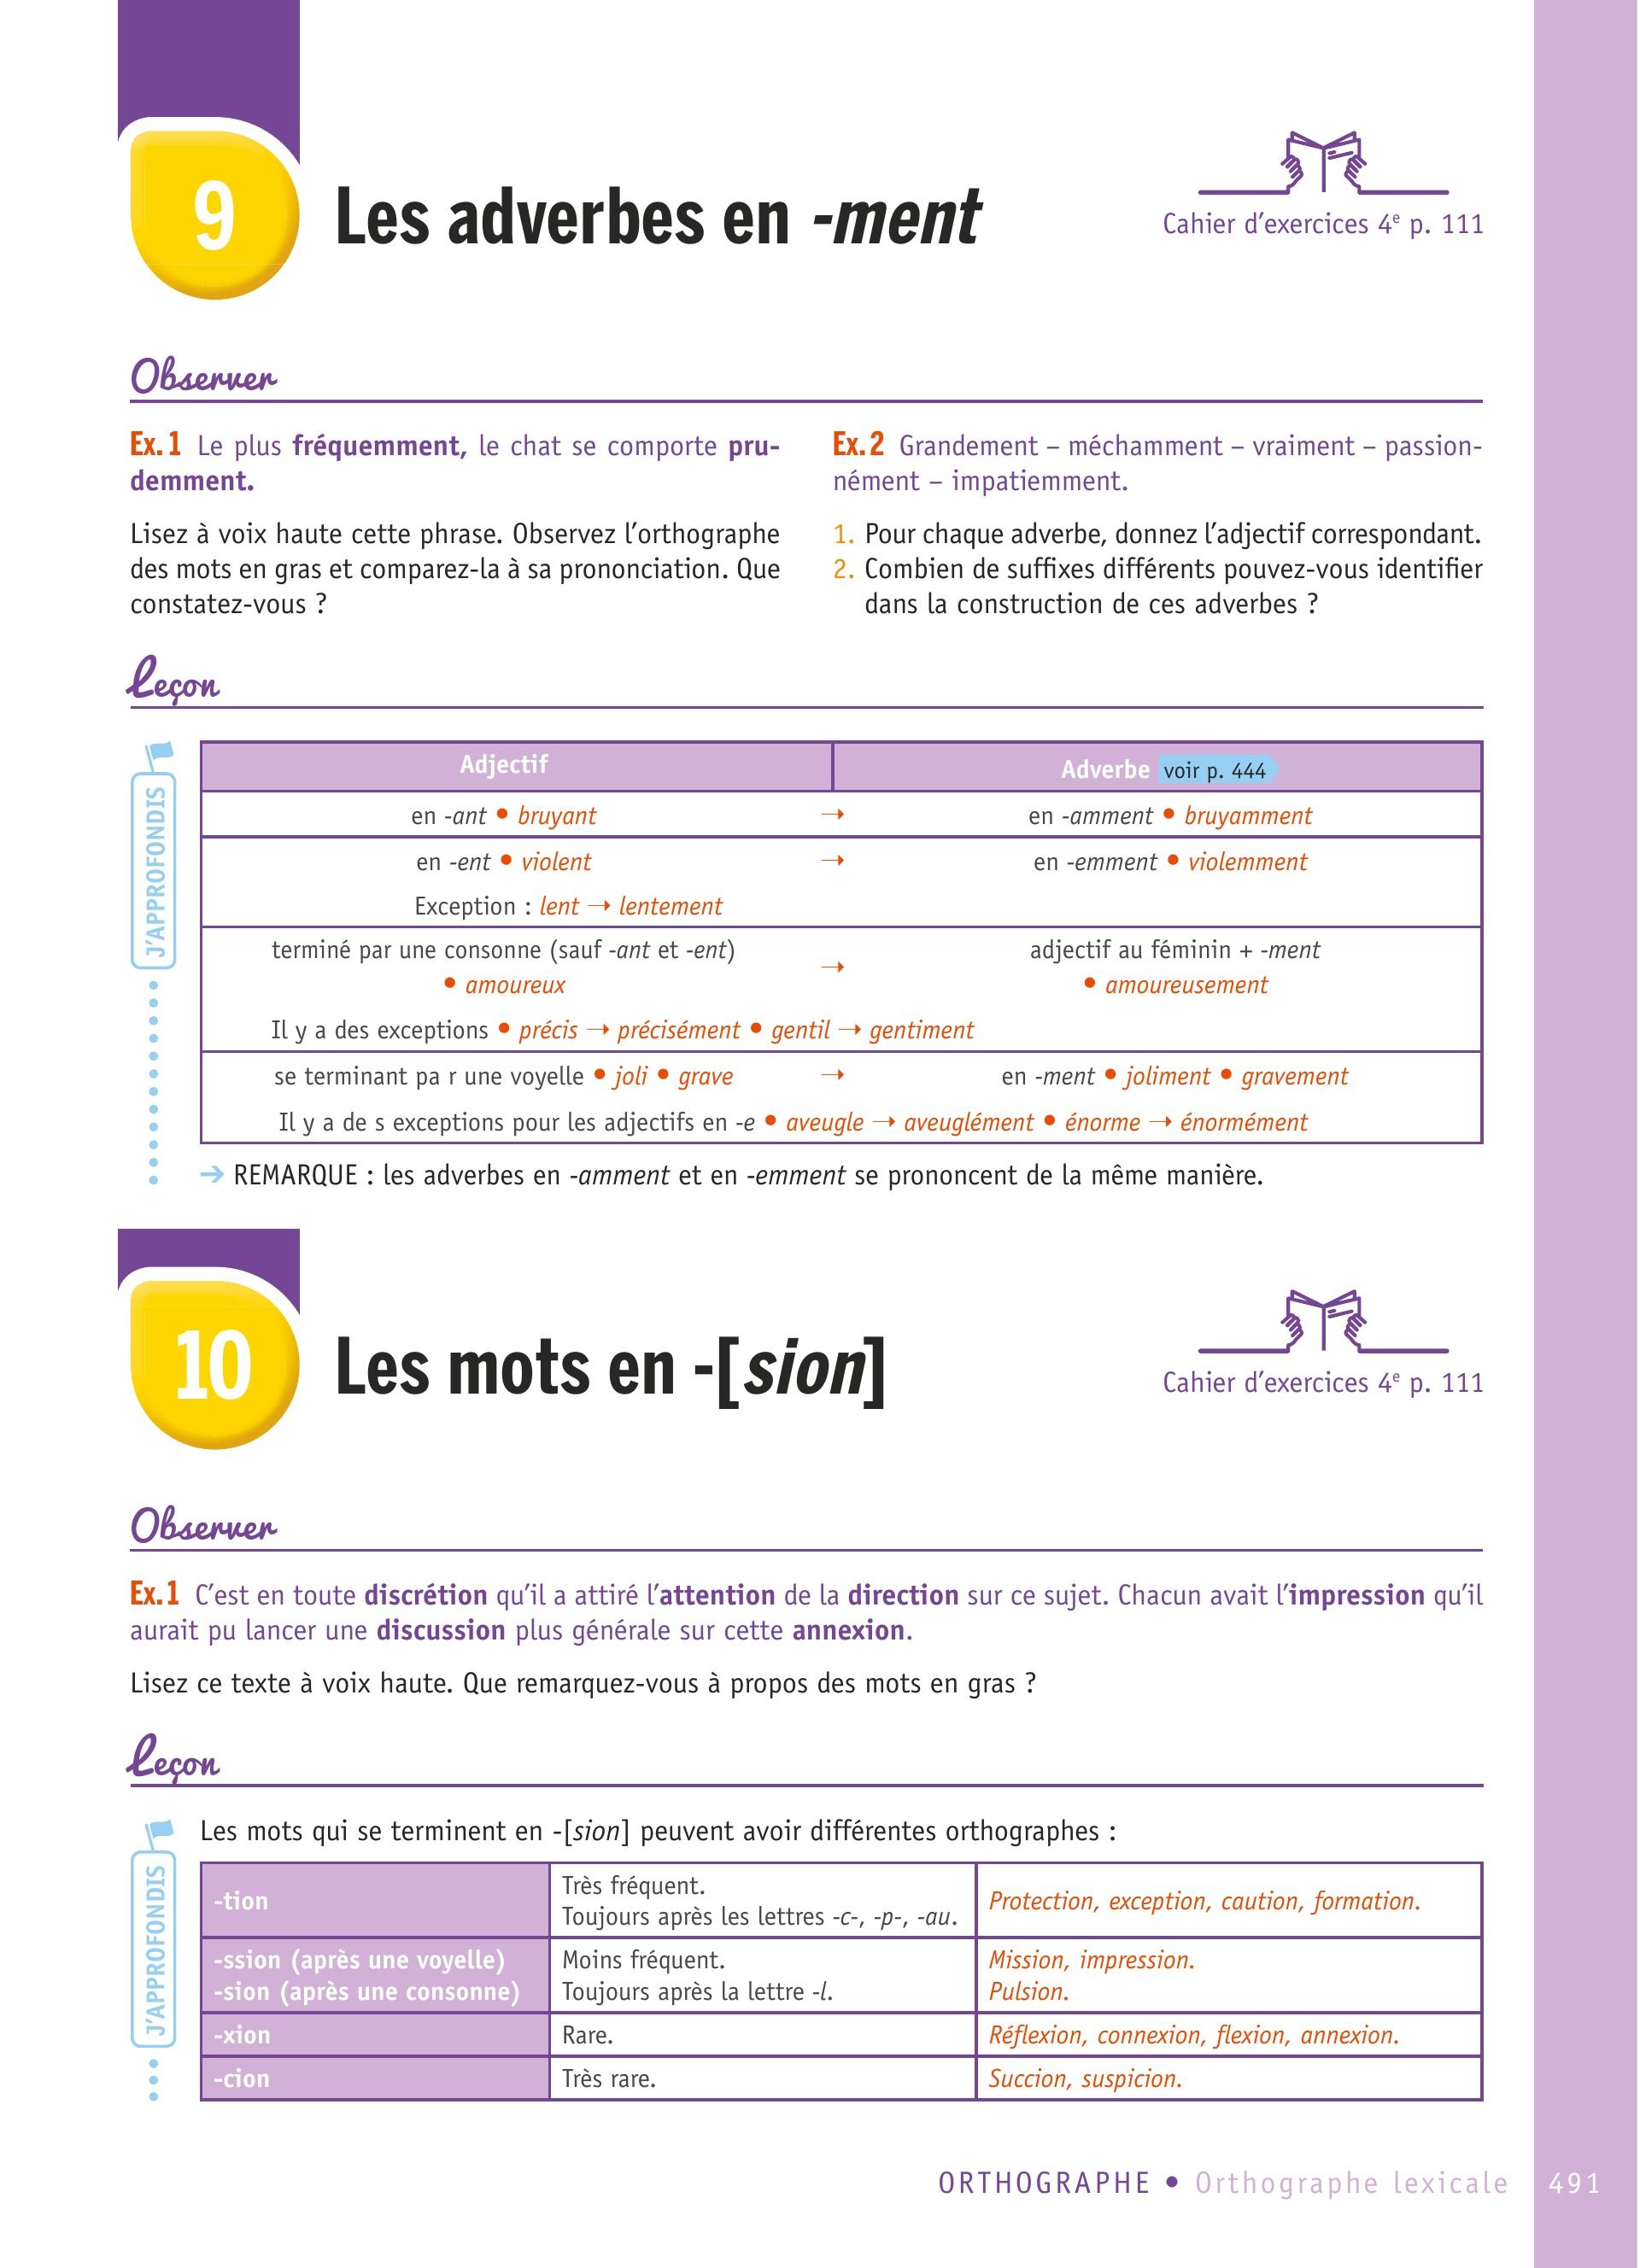 9
Les adverbes en -ment
Cahier d'exercices 4e p. 111
Observer
Ex. 1 Le plus fréquemment, le chat se comporte pru-
demment.
Lisez à voix haute cette phrase. Observez l'orthographe
des mots en gras et comparez-la à sa prononciation. Que
constatez-vous ?
Ex. 2 Grandement – méchamment – vraiment – passion-
nément – impatiemment.
1. Pour chaque adverbe, donnez l'adjectif correspondant.
2. Combien de suffixes différents pouvez-vous identifier
dans la construction de ces adverbes ?
Leçon
J'APPROFONDIS
Adjectif
Adverbe voir p. 444
en -ant • bruyant → en -amment • bruyamment
en -ent • violent → en -emment • violemment
Exception : lent → lentement
terminé par une consonne (sauf -ant et -ent) → adjectif au féminin + -ment
• amoureux • amoureusement
Il y a des exceptions • précis → précisément • gentil → gentiment
se terminant pa r une voyelle • joli • grave → en -ment • joliment • gravement
Il y a de s exceptions pour les adjectifs en -e • aveugle → aveuglément • énorme → énormément
➔ REMARQUE : les adverbes en -amment et en -emment se prononcent de la même manière.
10
Les mots en -[sion]
Cahier d'exercices 4e p. 111
Observer
Ex. 1 C'est en toute discrétion qu'il a attiré l'attention de la direction sur ce sujet. Chacun avait l'impression qu'il
aurait pu lancer une discussion plus générale sur cette annexion.
Lisez ce texte à voix haute. Que remarquez-vous à propos des mots en gras ?
Leçon
J'APPROFONDIS
Les mots qui se terminent en -[sion] peuvent avoir différentes orthographes :
-tion
Très fréquent.
Toujours après les lettres -c-, -p-, -au.
Protection, exception, caution, formation.
-ssion (après une voyelle)
-sion (après une consonne)
Moins fréquent.
Toujours après la lettre -l.
Mission, impression.
Pulsion.
-xion
Rare.
Réflexion, connexion, flexion, annexion.
-cion
Très rare.
Succion, suspicion.
ORTHOGRAPHE • Orthographe lexicale 491